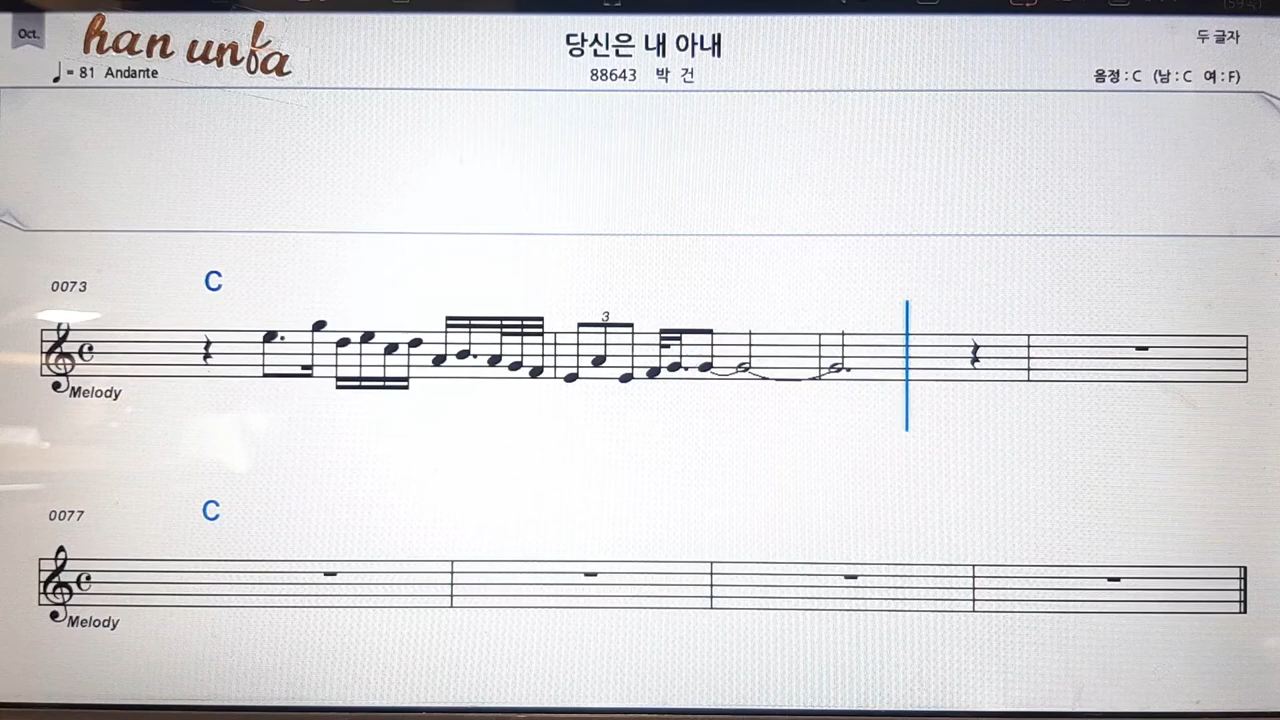 Oct.
han unfa
♩= 81 Andante
당신은 내 아내
88643 박 건
두 글자
음정 : C (남 : C 여 : F)
0073
C
3
Melody
0077
C
Melody